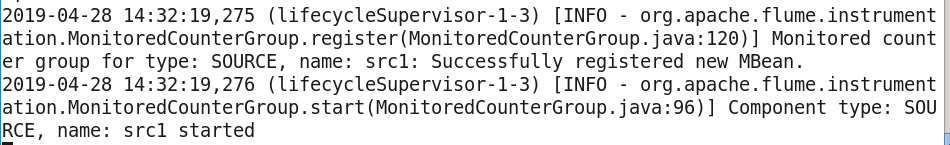 2019-04-28 14:32:19,275 (lifecycleSupervisor-1-3) [INFO - org.apache.flume.instrument
ation.MonitoredCounterGroup.register(MonitoredCounterGroup.java:120)] Monitored count
er group for type: SOURCE, name: src1: Successfully registered new MBean.
2019-04-28 14:32:19,276 (lifecycleSupervisor-1-3) [INFO - org.apache.flume.instrument
ation.MonitoredCounterGroup.start(MonitoredCounterGroup.java:96)] Component type: SOU
RCE, name: src1 started